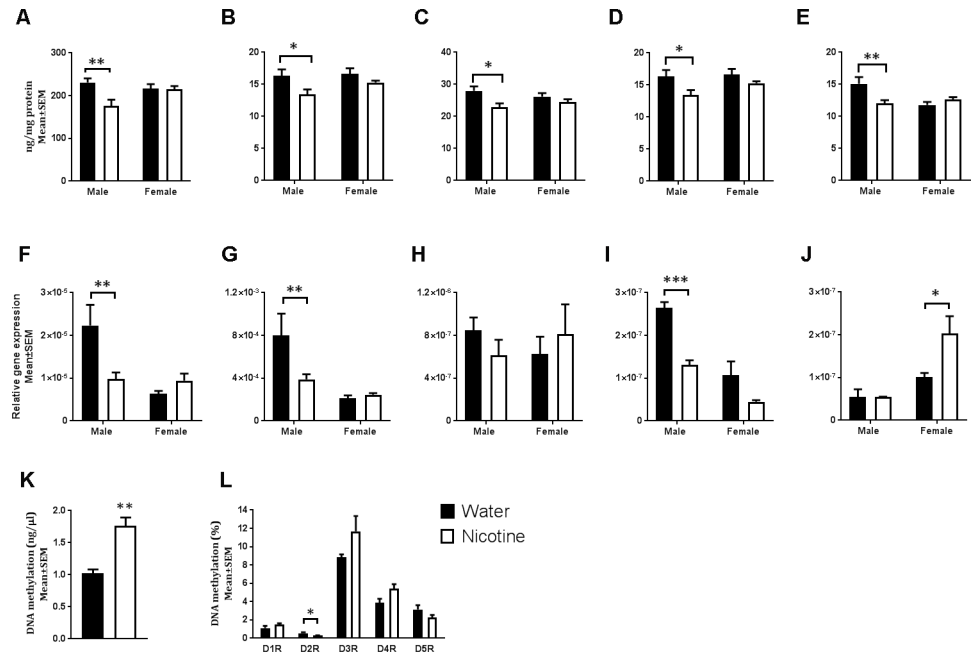 A B C D E
ng/mg protein
Mean±SEM
300
200
100
0
**
Male Female
20
15
10
5
0
*
Male Female
40
30
20
10
0
*
Male Female
20
15
10
5
0
*
Male Female
20
15
10
5
0
**
Male Female
F G H I J
Relative gene expression
Mean±SEM
3×10-5
2×10-5
1×10-5
0
**
Male Female
1.2×10-3
8×10-4
4×10-4
0
**
Male Female
1.2×10-6
8×10-7
4×10-7
0
Male Female
3×10-7
2×10-7
1×10-7
0
***
Male Female
3×10-7
2×10-7
1×10-7
0
*
Male Female
K L
DNA methylation (ng/µl)
Mean±SEM
2.0
1.5
1.0
0.5
0.0
**
DNA methylation (%)
Mean±SEM
14
12
10
8
6
4
2
0
*
D1R D2R D3R D4R D5R
Water
Nicotine